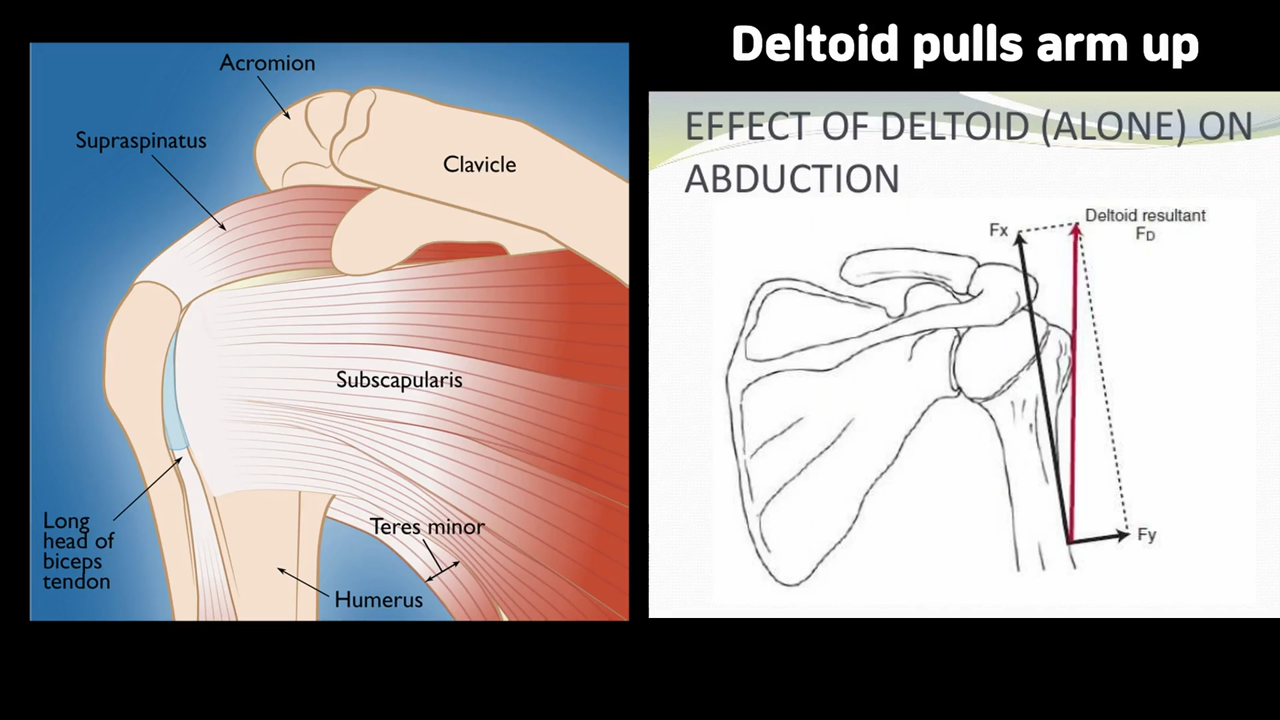 Deltoid pulls arm up
Acromion
Supraspinatus
Clavicle
Subscapularis
Long
head of
biceps
tendon
Teres minor
Humerus
EFFECT OF DELTOID (ALONE) ON
ABDUCTION
Deltoid resultant
FD
Fx
Fy